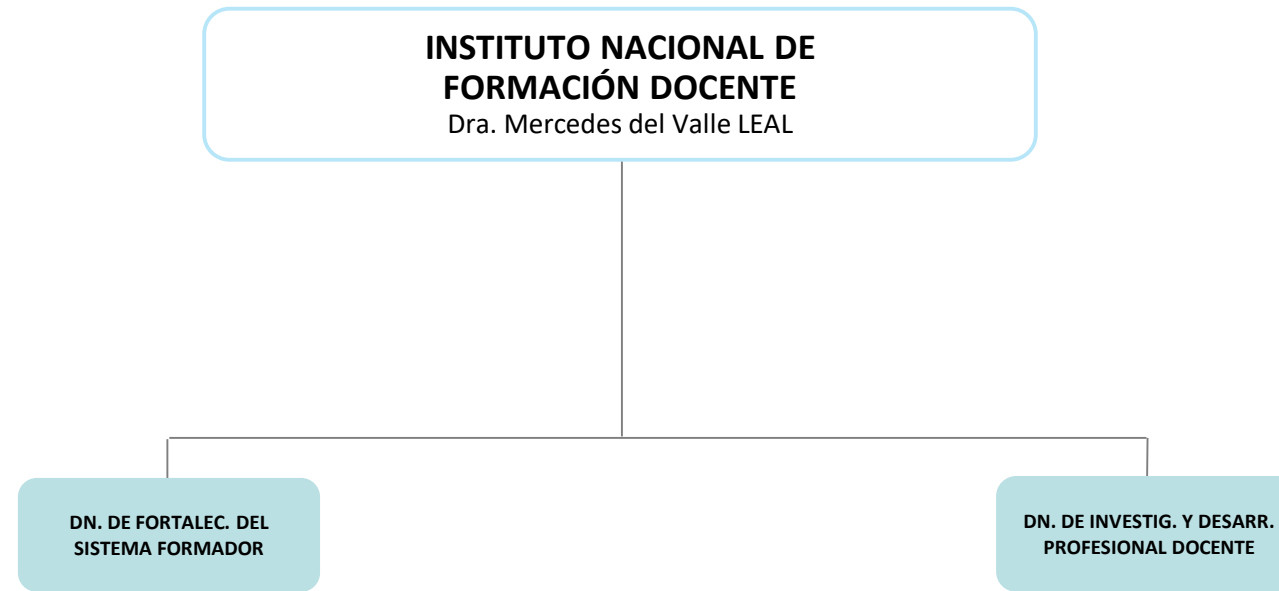 INSTITUTO NACIONAL DE
FORMACIÓN DOCENTE
Dra. Mercedes del Valle LEAL
DN. DE FORTALEC. DEL
SISTEMA FORMADOR
DN. DE INVESTIG. Y DESARR.
PROFESIONAL DOCENTE